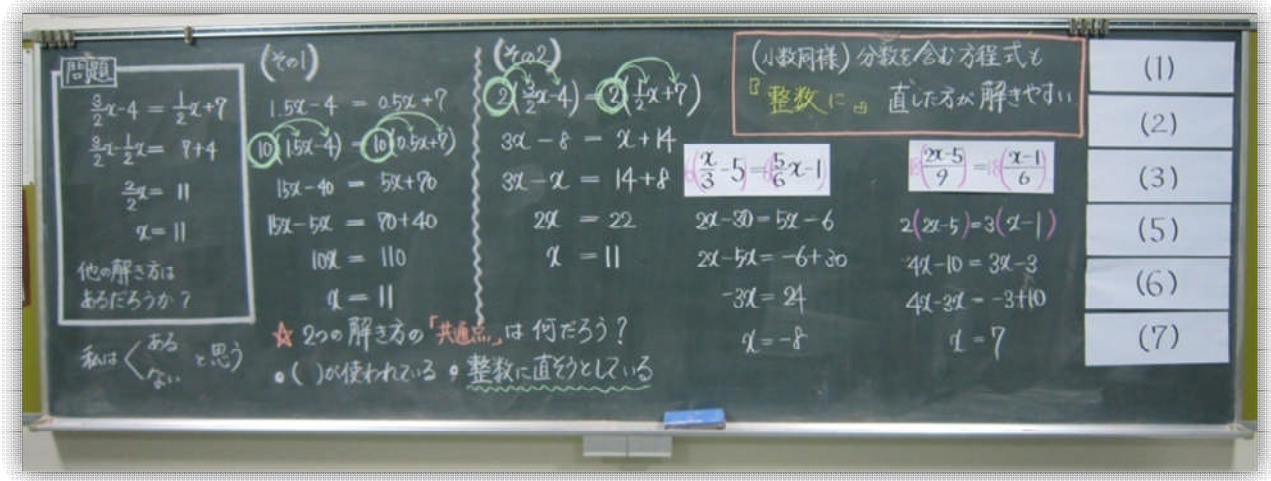 問題
3/2x-4 = 1/2x+7
3/2x-1/2x = 7+4
2/2x = 11
x = 11
他の解き方は
あるだろうか?
私は〈ある ない と思う
(その1)
1.5x-4 = 0.5x+7
10(1.5x-4) = 10(0.5x+7)
15x-40 = 5x+70
15x-5x = 70+40
10x = 110
x = 11
(その2)
2(3/2x-4) = 2(1/2x+7)
3x-8 = x+14
3x-x = 14+8
2x = 22
x = 11
☆2つの解き方の「共通点」は何だろう?
•( )が使われている •整数に直そうとしている
(小数同様)分数を含む方程式も
『整数に』直した方が解きやすい
6(x/3-5)=6(5/6x-1)
2x-30=5x-6
2x-5x=-6+30
-3x=24
x=-8
18(2x-5/9)=18(x-1/6)
2(2x-5)=3(x-1)
4x-10=3x-3
4x-3x=-3+10
x=7
(1)
(2)
(3)
(5)
(6)
(7)